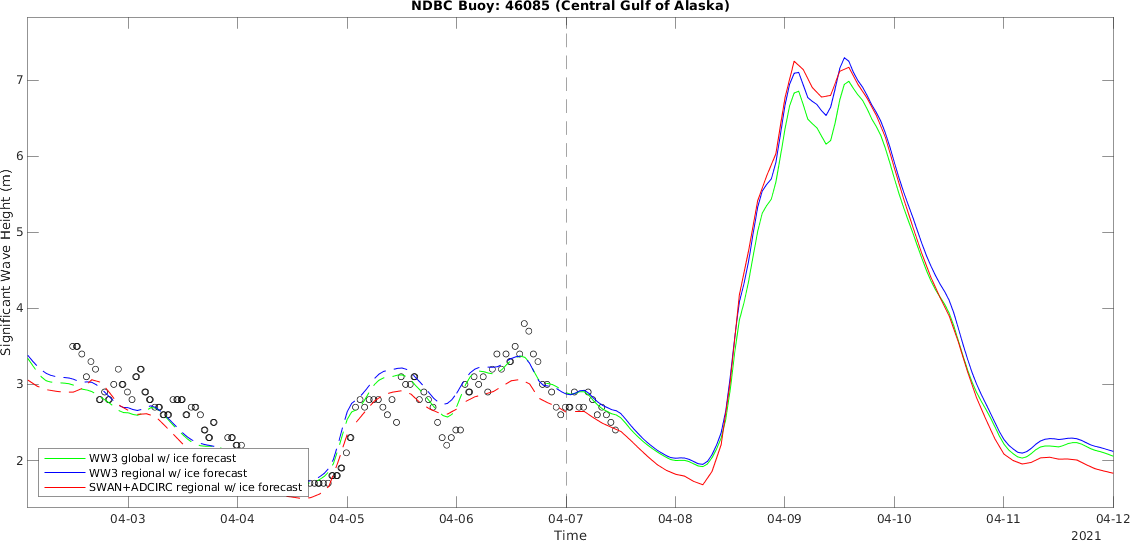 NDBC Buoy: 46085 (Central Gulf of Alaska)
Significant Wave Height (m)
7
6
5
4
3
2
WW3 global w/ ice forecast
WW3 regional w/ ice forecast
SWAN+ADCIRC regional w/ ice forecast
04-03 04-04 04-05 04-06 04-07 04-08 04-09 04-10 04-11 04-12
Time
2021